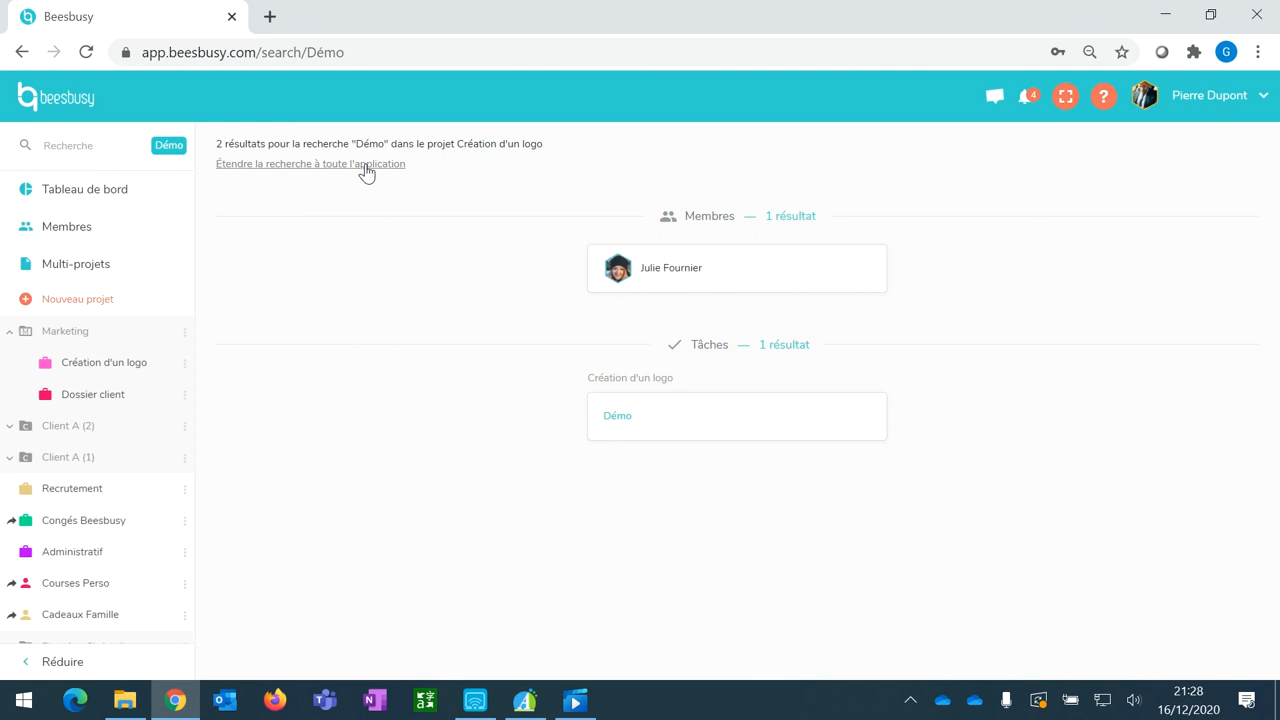 Beesbusy
app.beesbusy.com/search/Démo
G
beesbusy
4
?
Pierre Dupont
Recherche
Démo
2 résultats pour la recherche "Démo" dans le projet Création d'un logo
Étendre la recherche à toute l'application
Tableau de bord
Membres — 1 résultat
Membres
Multi-projets
Julie Fournier
Nouveau projet
Marketing
Tâches — 1 résultat
Création d'un logo
Création d'un logo
Dossier client
Démo
Client A (2)
Client A (1)
Recrutement
Congés Beesbusy
Administratif
Courses Perso
Cadeaux Famille
Réduire
21:28
16/12/2020